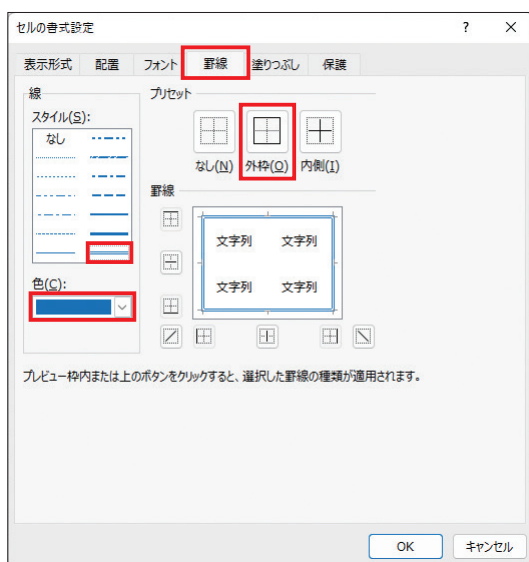 セルの書式設定 ? ×
表示形式 配置 フォント 罫線 塗りつぶし 保護
線
スタイル(S):
なし
色(C):
プリセット
なし(N) 外枠(O) 内側(I)
罫線
文字列 文字列
文字列 文字列
プレビュー枠内または上のボタンをクリックすると、選択した罫線の種類が適用されます。
OK キャンセル